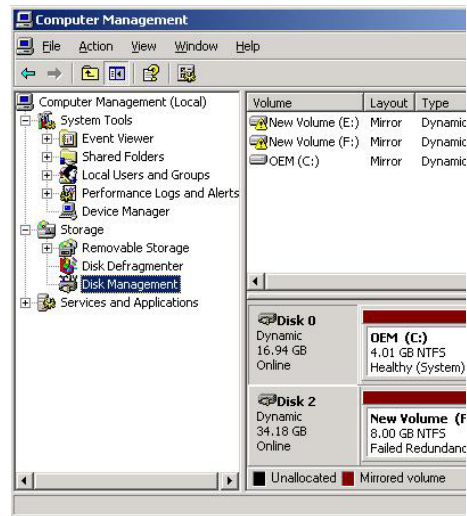 Computer Management
File Action View Window Help
Computer Management (Local)
System Tools
Event Viewer
Shared Folders
Local Users and Groups
Performance Logs and Alerts
Device Manager
Storage
Removable Storage
Disk Defragmenter
Disk Management
Services and Applications
Volume Layout Type
New Volume (E:) Mirror Dynamic
New Volume (F:) Mirror Dynamic
OEM (C:) Mirror Dynamic
Disk 0
Dynamic
16.94 GB
Online
OEM (C:)
4.01 GB NTFS
Healthy (System)
Disk 2
Dynamic
34.18 GB
Online
New Volume (F
8.00 GB NTFS
Failed Redundanc
Unallocated Mirrored volume